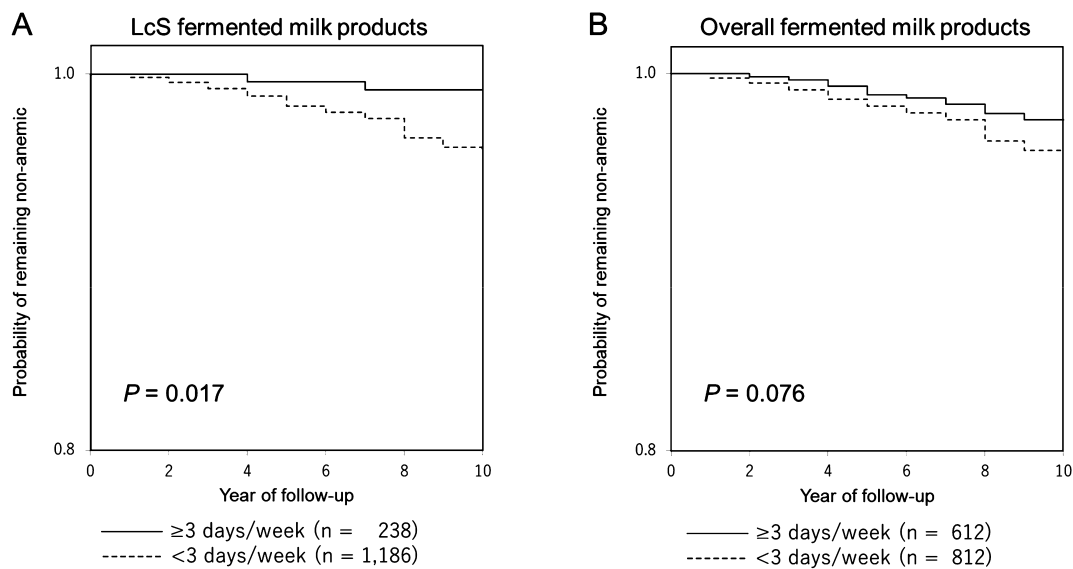 A
LcS fermented milk products
1.0
0.8
Probability of remaining non-anemic
P = 0.017
0 2 4 6 8 10
Year of follow-up
≥3 days/week (n = 238)
<3 days/week (n = 1,186)
B
Overall fermented milk products
1.0
0.8
Probability of remaining non-anemic
P = 0.076
0 2 4 6 8 10
Year of follow-up
≥3 days/week (n = 612)
<3 days/week (n = 812)